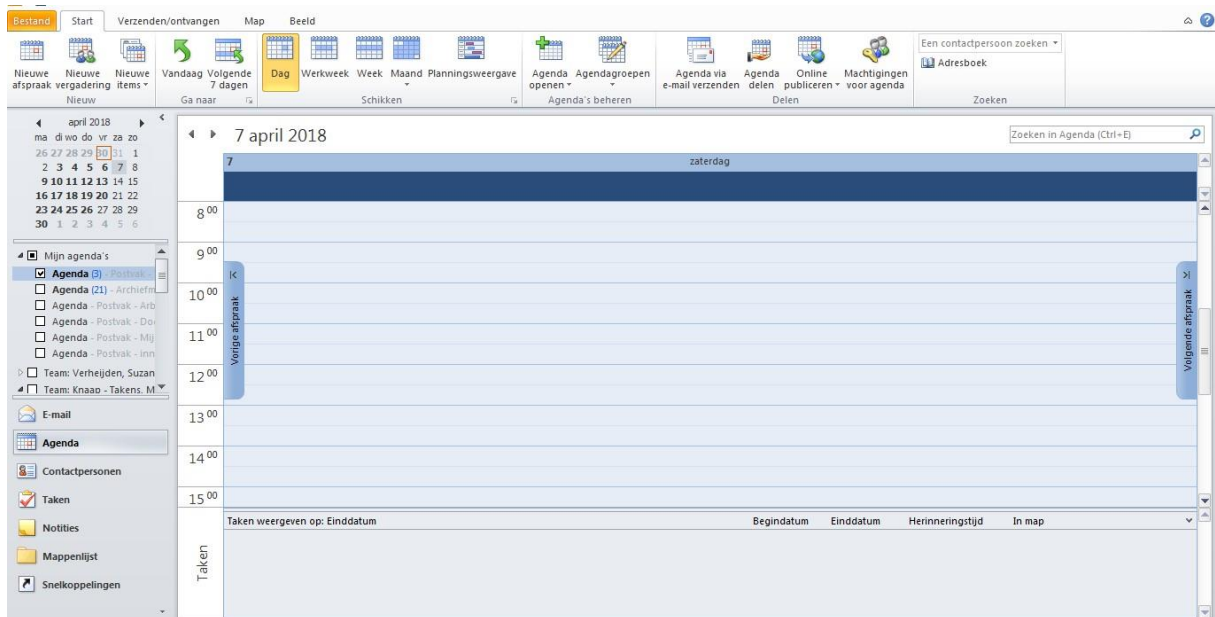 Bestand Start Verzenden/ontvangen Map Beeld
Nieuwe afspraak
Nieuwe vergadering
Nieuwe items
Nieuw
Vandaag
Volgende 7 dagen
Ga naar
Dag
Werkweek
Week
Maand
Planningsweergave
Schikken
Agenda openen
Agendagroepen
Agenda's beheren
Agenda via e-mail verzenden
Agenda delen
Online publiceren
Machtigingen voor agenda
Delen
Een contactpersoon zoeken
Adresboek
Zoeken
april 2018
ma di wo do vr za zo
26 27 28 29 30 31 1
2 3 4 5 6 7 8
9 10 11 12 13 14 15
16 17 18 19 20 21 22
23 24 25 26 27 28 29
30 1 2 3 4 5 6
Mijn agenda's
Agenda (3) - Postvak -
Agenda (21) - Archiefm
Agenda - Postvak - Arb
Agenda - Postvak - Do
Agenda - Postvak - Mij
Agenda - Postvak - inn
Team: Verheijden, Suzan
Team: Knaap - Takens, M
E-mail
Agenda
Contactpersonen
Taken
Notities
Mappenlijst
Snelkoppelingen
7 april 2018
Zoeken in Agenda (Ctrl+E)
7 zaterdag
8 00
9 00
10 00
11 00
12 00
13 00
14 00
15 00
Vorige afspraak
Volgende afspraak
Taken
Taken weergeven op: Einddatum Begindatum Einddatum Herinneringstijd In map